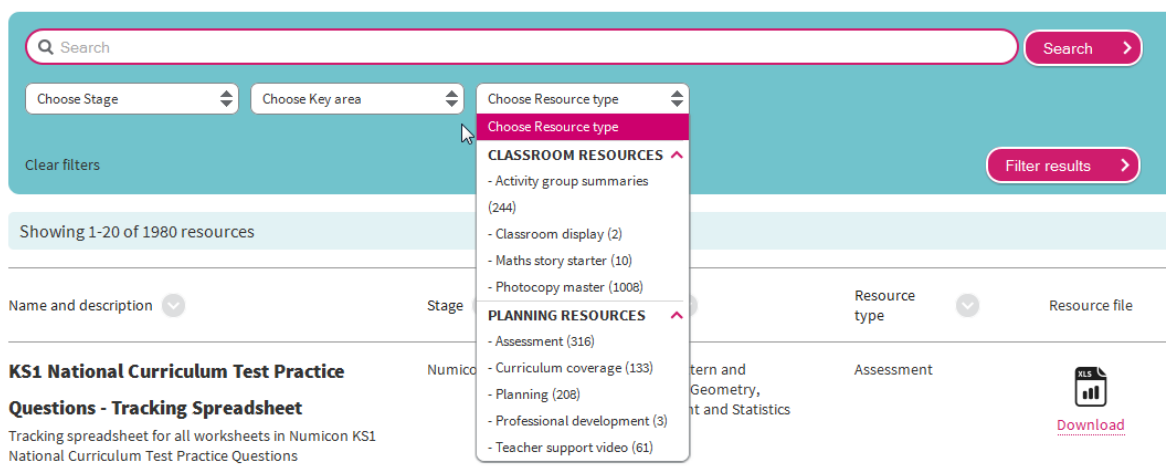 Search
Search
Choose Stage
Choose Key area
Choose Resource type
Choose Resource type
CLASSROOM RESOURCES
- Activity group summaries
(244)
- Classroom display (2)
- Maths story starter (10)
- Photocopy master (1008)
PLANNING RESOURCES
- Assessment (316)
- Curriculum coverage (133)
- Planning (208)
- Professional development (3)
- Teacher support video (61)
Clear filters
Filter results
Showing 1-20 of 1980 resources
Name and description
Stage
Resource
type
Resource file
KS1 National Curriculum Test Practice
Questions - Tracking Spreadsheet
Tracking spreadsheet for all worksheets in Numicon KS1
National Curriculum Test Practice Questions
and
Geometry,
and Statistics
Assessment
XLS
Download